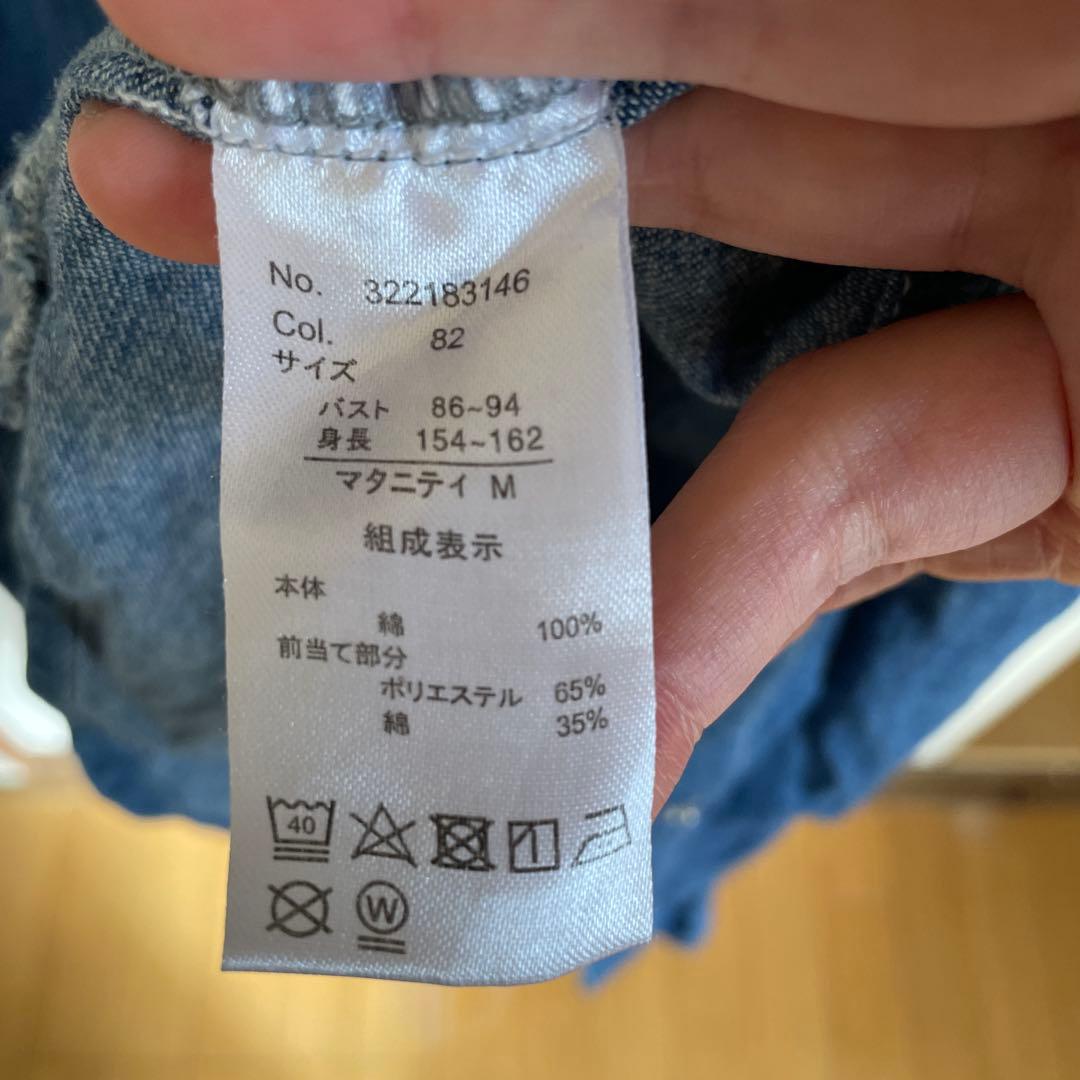 No. 322183146
Col. 82
サイズ
バスト 86~94
身長 154~162
マタニティ M
組成表示
本体
綿 100%
前当て部分
ポリエステル 65%
綿 35%
40
W